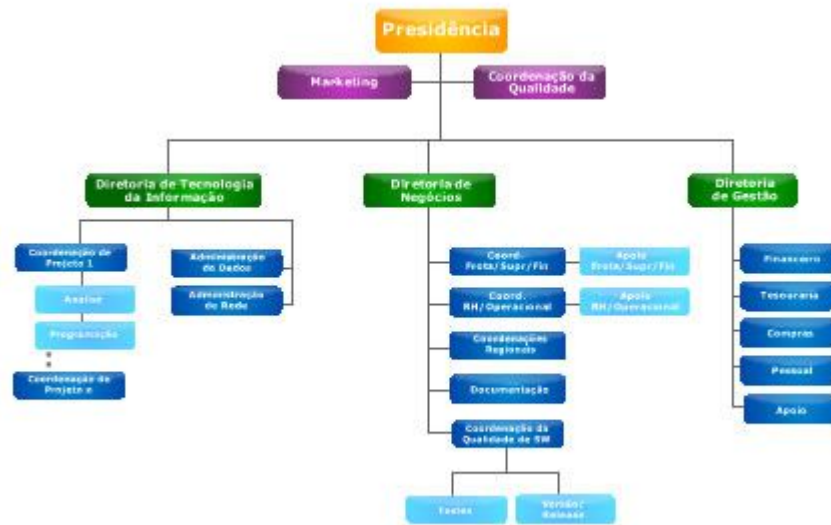 Presidência
Marketing
Coordenação da
Qualidade
Diretoria de Tecnologia
da Informação
Diretoria de
Negócios
Diretoria
de Gestão
Coordenação de
Projeto 1
Análise
Programação
Coordenação de
Projeto n
Administração
de Dados
Administração
de Rede
Coord.
Frota/Supr/Fin
Apoio
Frota/Supr/Fin
Coord.
RH/Operacional
Apoio
RH/Operacional
Coordenações
Regionais
Documentação
Coordenação da
Qualidade de SW
Testes
Versão/
Release
Financeiro
Tesouraria
Compras
Pessoal
Apoio